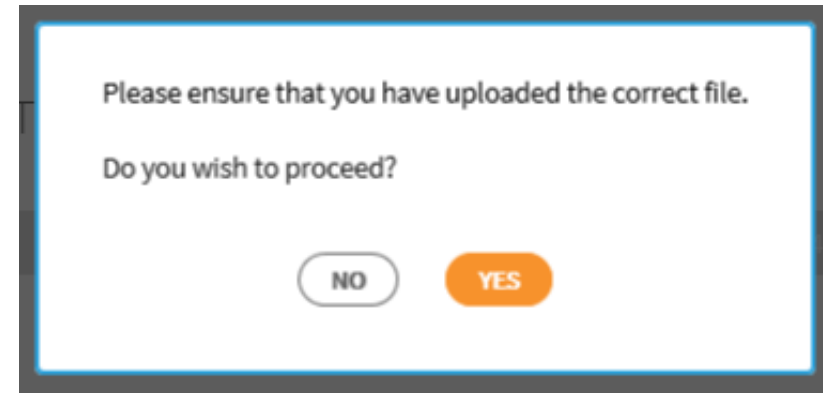 Please ensure that you have uploaded the correct file.
Do you wish to proceed?
NO YES